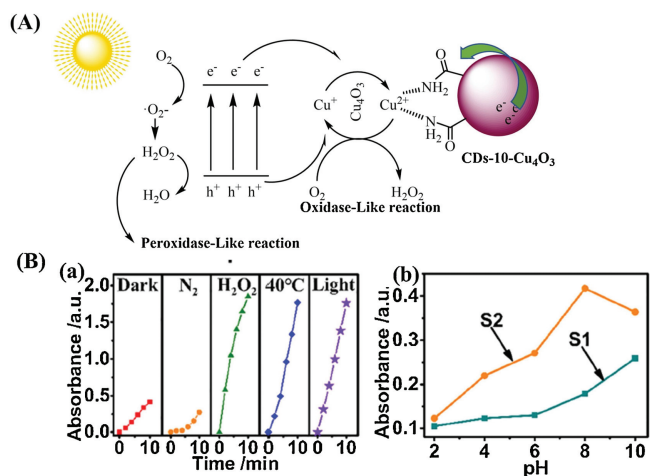 (A)
O₂
e⁻ e⁻ e⁻
·O₂-
Cu⁺
Cu₄O₃
Cu²⁺
NH₂
O
N
H₂
O
e⁻
e⁻
CDs-10-Cu₄O₃
H₂O₂
H₂O
h⁺ h⁺ h⁺
O₂
H₂O₂
Oxidase-Like reaction
Peroxidase-Like reaction
(B)
(a)
Dark
N₂
H₂O₂
40°C
Light
Absorbance /a.u.
2.0
1.5
1.0
0.5
0.0
0 10 0 10 0 10 0 10 0 10
Time /min
(b)
Absorbance /a.u.
0.4
0.3
0.2
0.1
S2
S1
2 4 6 8 10
pH